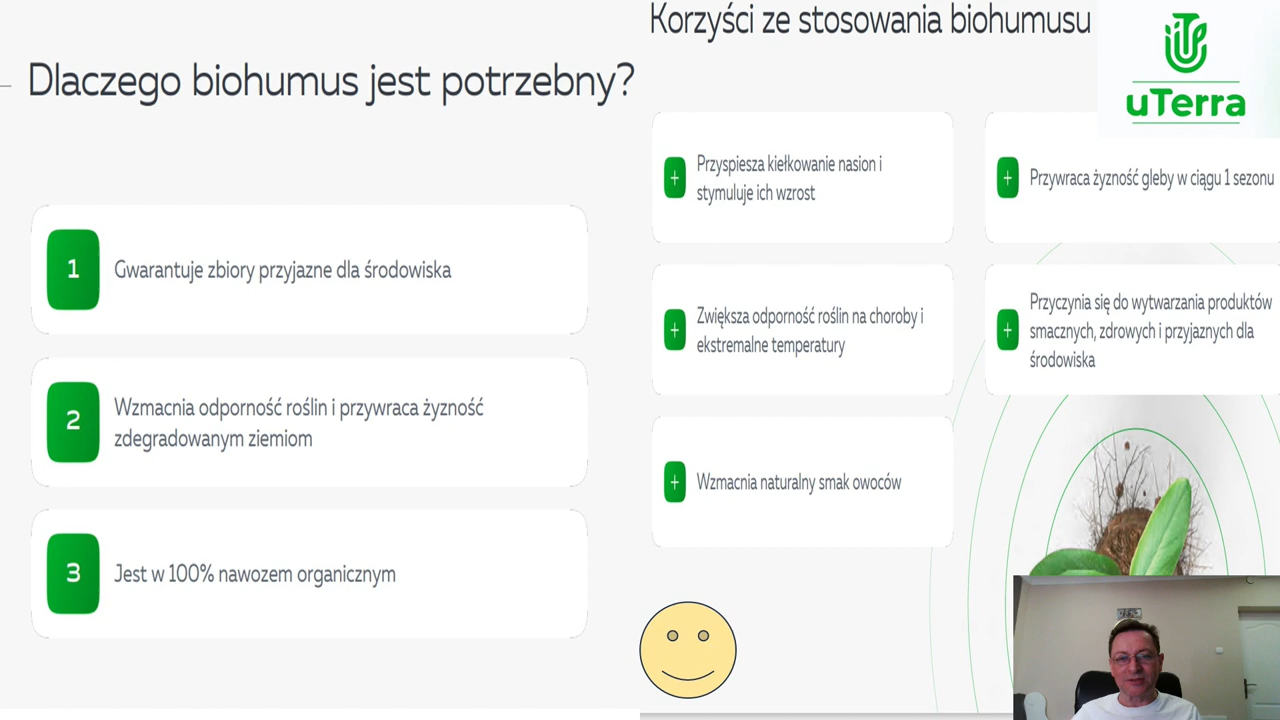 Dlaczego biohumus jest potrzebny?
1
Gwarantuje zbiory przyjazne dla środowiska
2
Wzmacnia odporność roślin i przywraca żyzność
zdegradowanym ziemiom
3
Jest w 100% nawozem organicznym
Korzyści ze stosowania biohumusu
uTerra
+
Przyspiesza kiełkowanie nasion i
stymuluje ich wzrost
+
Przywraca żyzność gleby w ciągu 1 sezonu
+
Zwiększa odporność roślin na choroby i
ekstremalne temperatury
+
Przyczynia się do wytwarzania produktów
smacznych, zdrowych i przyjaznych dla
środowiska
+
Wzmacnia naturalny smak owoców